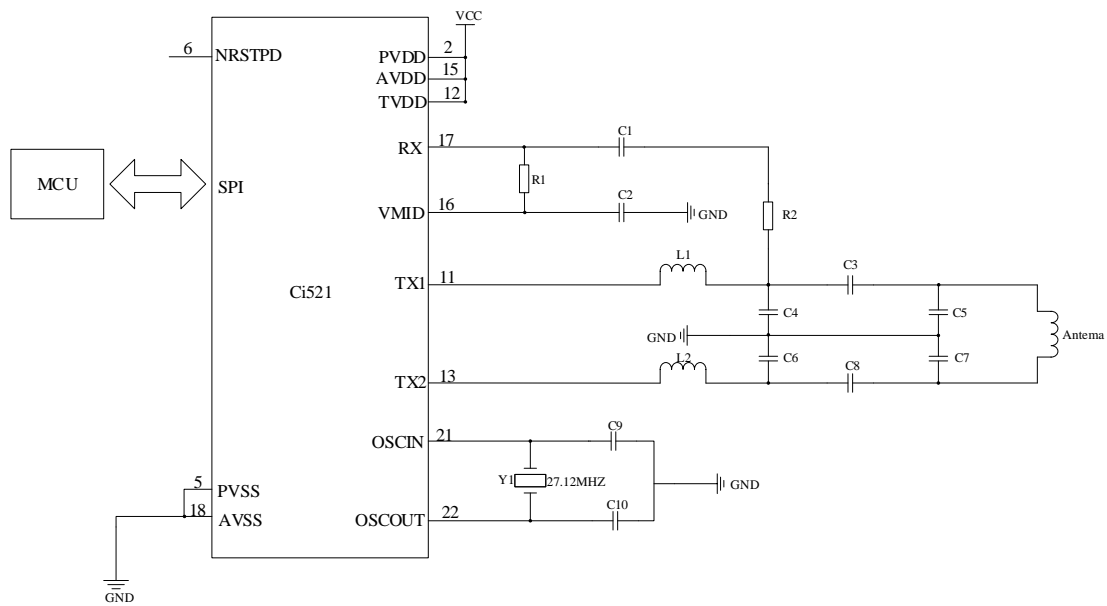 VCC
6
NRSTPD
PVDD
2
AVDD
15
TVDD
12
RX
17
C1
MCU
SPI
R1
VMID
16
C2
GND
R2
L1
C3
TX1
11
Ci521
C4
C5
GND
Antema
C6
C7
L2
C8
TX2
13
OSCIN
21
C9
Y1
27.12MHZ
GND
5
PVSS
18
AVSS
OSCOUT
22
C10
GND